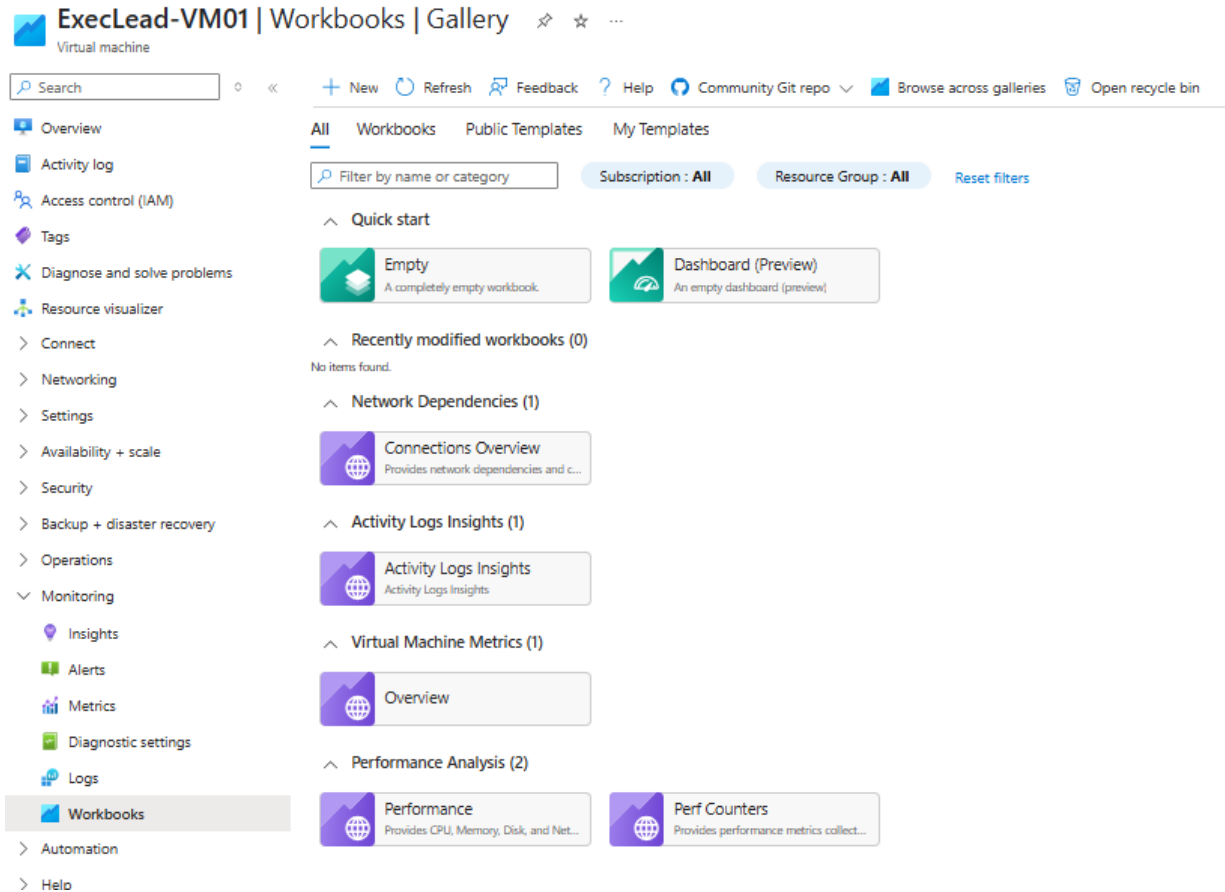 ExecLead-VM01 | Workbooks | Gallery
Virtual machine
Search
Overview
Activity log
Access control (IAM)
Tags
Diagnose and solve problems
Resource visualizer
Connect
Networking
Settings
Availability + scale
Security
Backup + disaster recovery
Operations
Monitoring
Insights
Alerts
Metrics
Diagnostic settings
Logs
Workbooks
Automation
Help
New Refresh Feedback Help Community Git repo Browse across galleries Open recycle bin
All Workbooks Public Templates My Templates
Filter by name or category Subscription : All Resource Group : All Reset filters
Quick start
Empty
A completely empty workbook.
Dashboard (Preview)
An empty dashboard (preview)
Recently modified workbooks (0)
No items found.
Network Dependencies (1)
Connections Overview
Provides network dependencies and c...
Activity Logs Insights (1)
Activity Logs Insights
Activity Logs Insights
Virtual Machine Metrics (1)
Overview
Performance Analysis (2)
Performance
Provides CPU, Memory, Disk, and Net...
Perf Counters
Provides performance metrics collect...